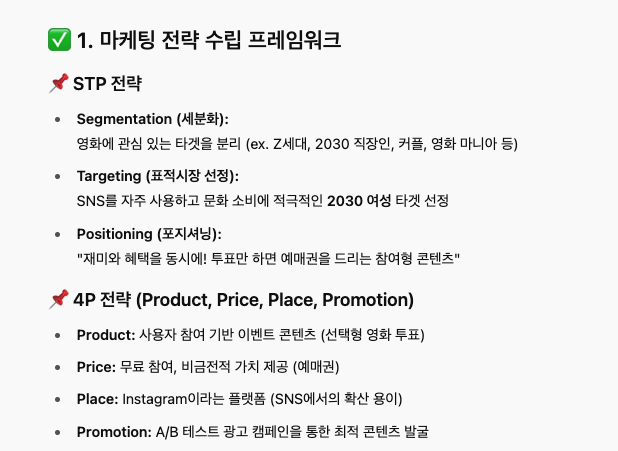 ✅ 1. 마케팅 전략 수립 프레임워크
📌 STP 전략
• Segmentation (세분화):
영화에 관심 있는 타겟을 분리 (ex. Z세대, 2030 직장인, 커플, 영화 마니아 등)
• Targeting (표적시장 선정):
SNS를 자주 사용하고 문화 소비에 적극적인 2030 여성 타겟 선정
• Positioning (포지셔닝):
"재미와 혜택을 동시에! 투표만 하면 예매권을 드리는 참여형 콘텐츠"
📌 4P 전략 (Product, Price, Place, Promotion)
• Product: 사용자 참여 기반 이벤트 콘텐츠 (선택형 영화 투표)
• Price: 무료 참여, 비금전적 가치 제공 (예매권)
• Place: Instagram이라는 플랫폼 (SNS에서의 확산 용이)
• Promotion: A/B 테스트 광고 캠페인을 통한 최적 콘텐츠 발굴